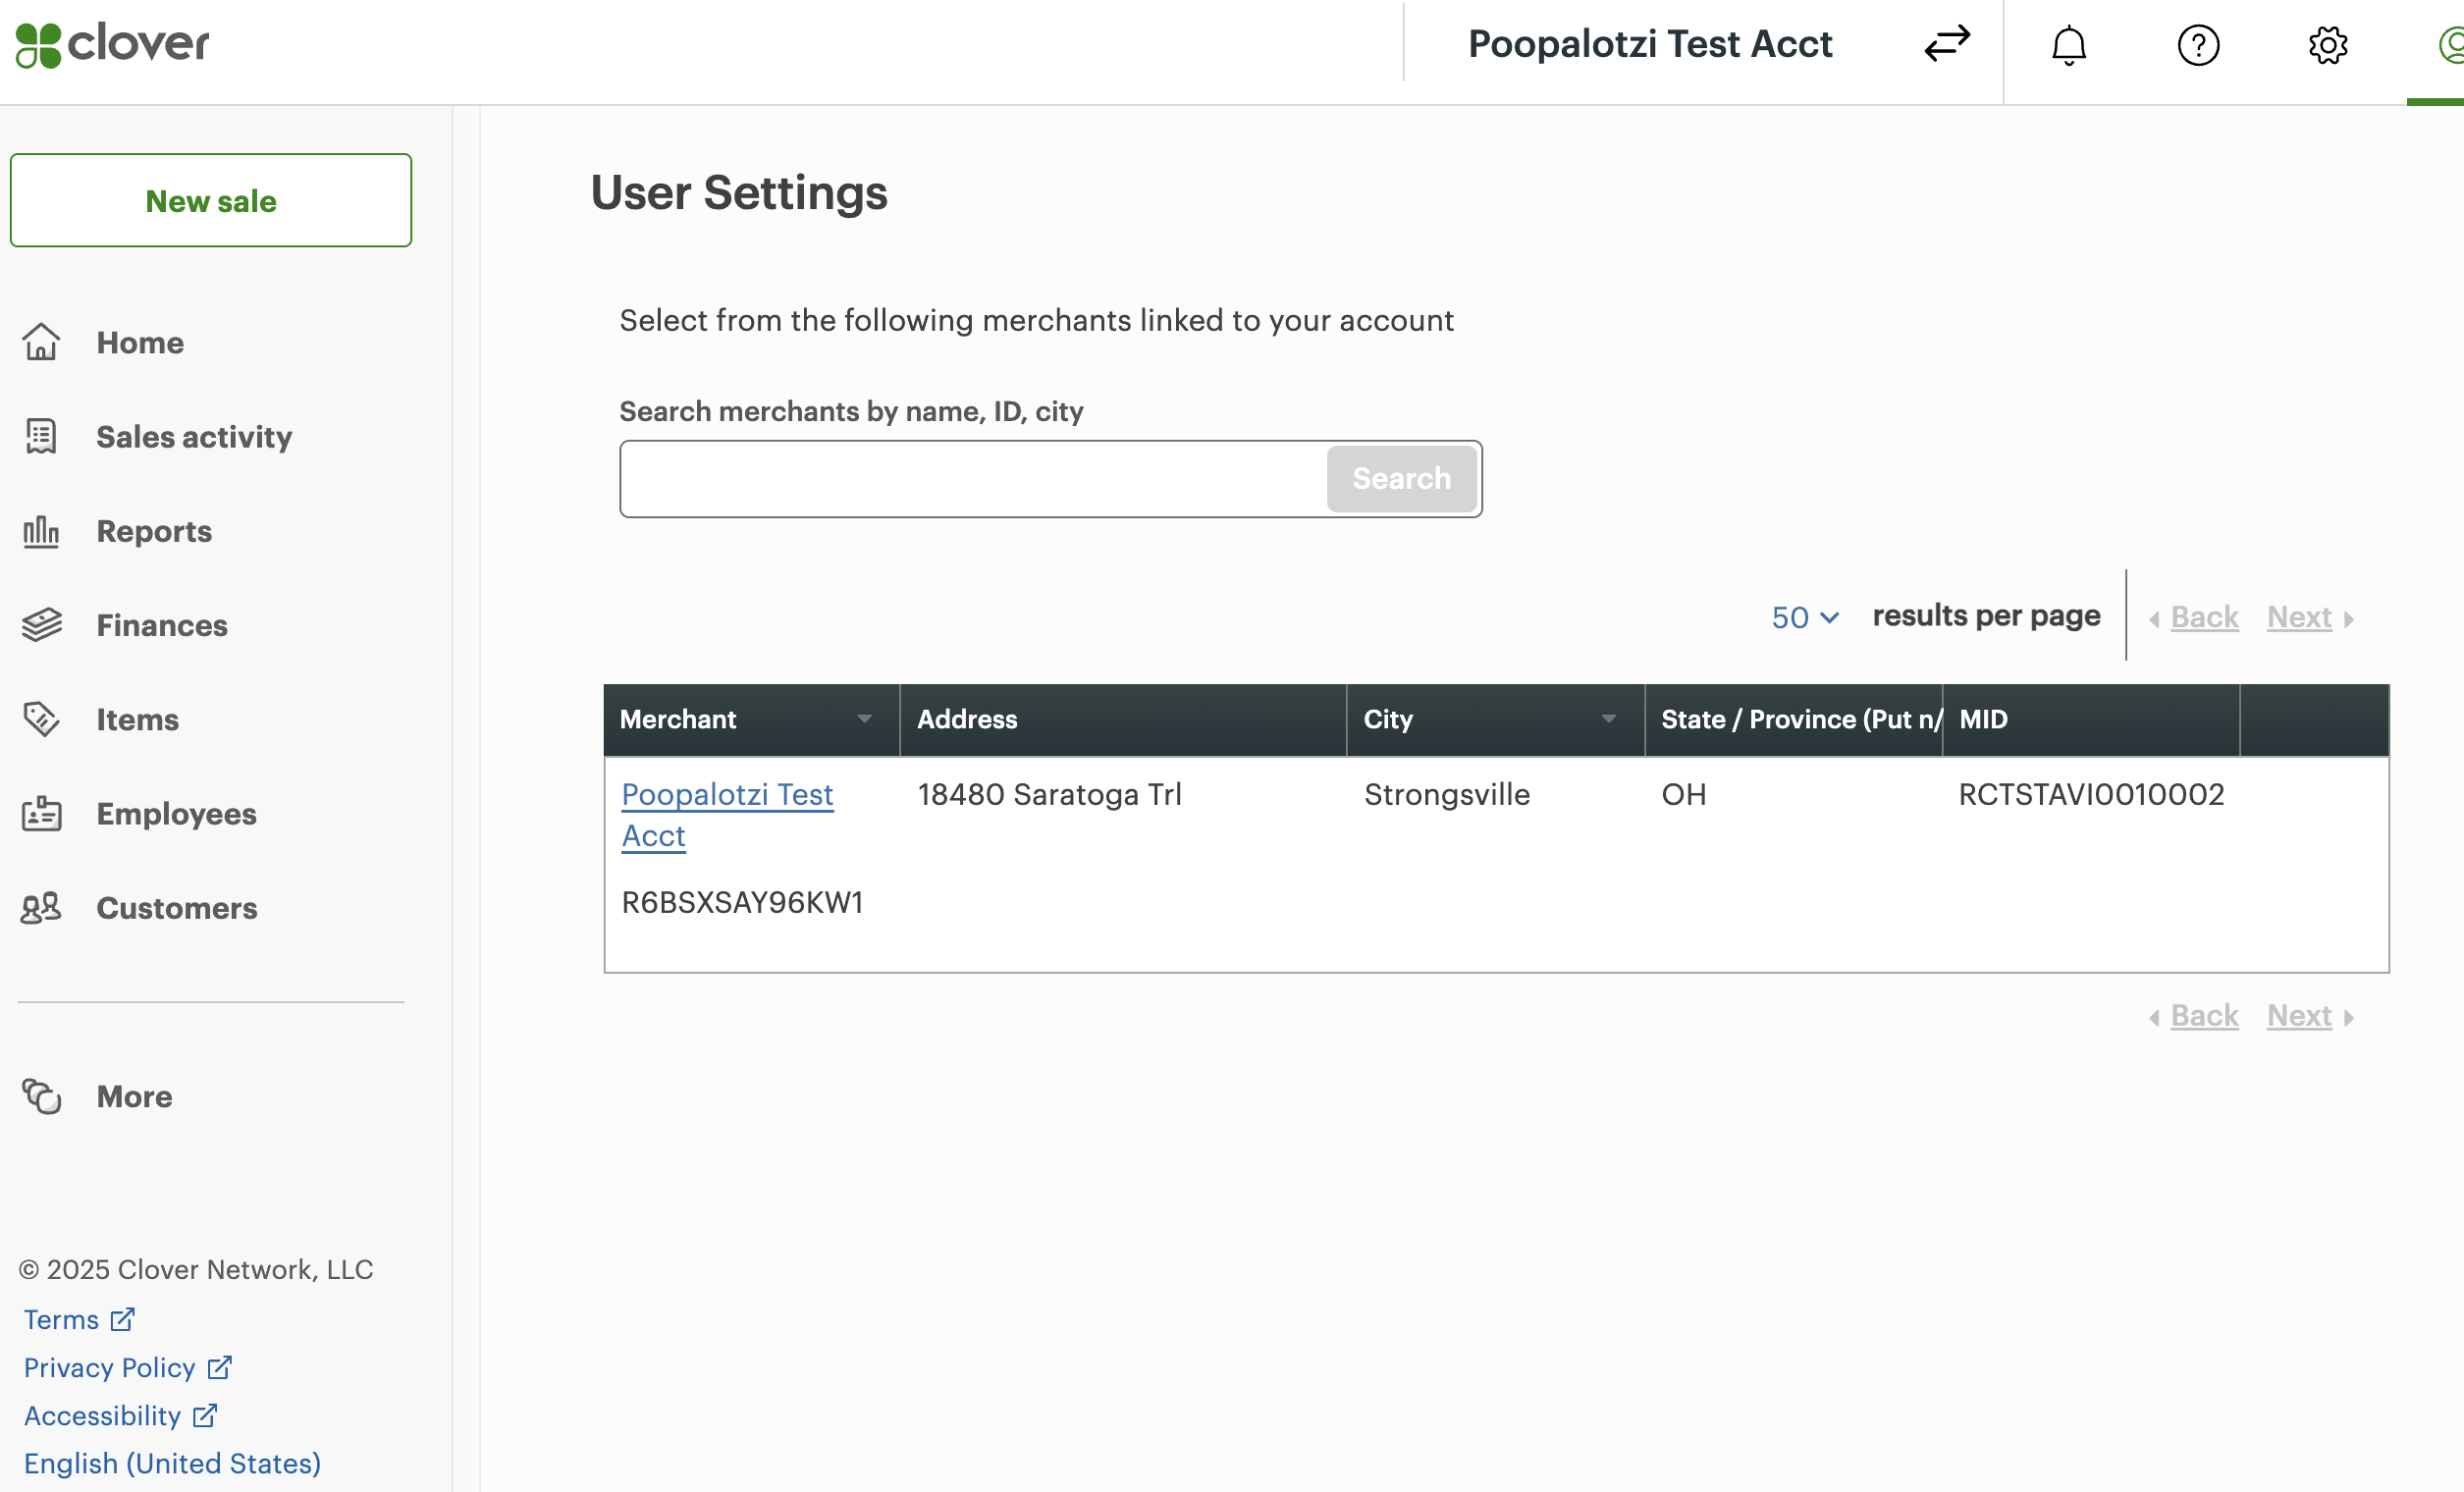 clover
Poopalotzi Test Acct
New sale
Home
Sales activity
Reports
Finances
Items
Employees
Customers
More
© 2025 Clover Network, LLC
Terms
Privacy Policy
Accessibility
English (United States)
User Settings
Select from the following merchants linked to your account
Search merchants by name, ID, city
Search
50 results per page Back Next
Merchant Address City State / Province (Put n/ MID
Poopalotzi Test 18480 Saratoga Trl Strongsville OH RCTSTAVI0010002
Acct
R6BSXSAY96KW1
Back Next